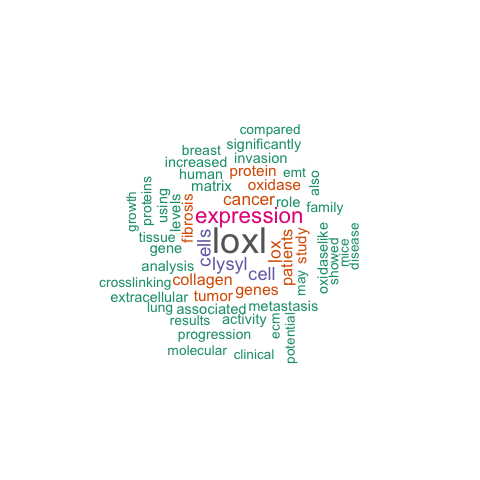 compared
significantly
breast
invasion
increased
protein
emt
human
matrix
oxidase
also
cancer
role
family
growth
proteins
using
levels
fibrosis
expression
tissue
gene
cells
loxl
lox
patients
study
oxidaselike
showed
mice
disease
analysis
lysyl
cell
may
crosslinking
collagen
genes
extracellular
tumor
lung
associated
metastasis
results
activity
ecm
potential
progression
molecular
clinical